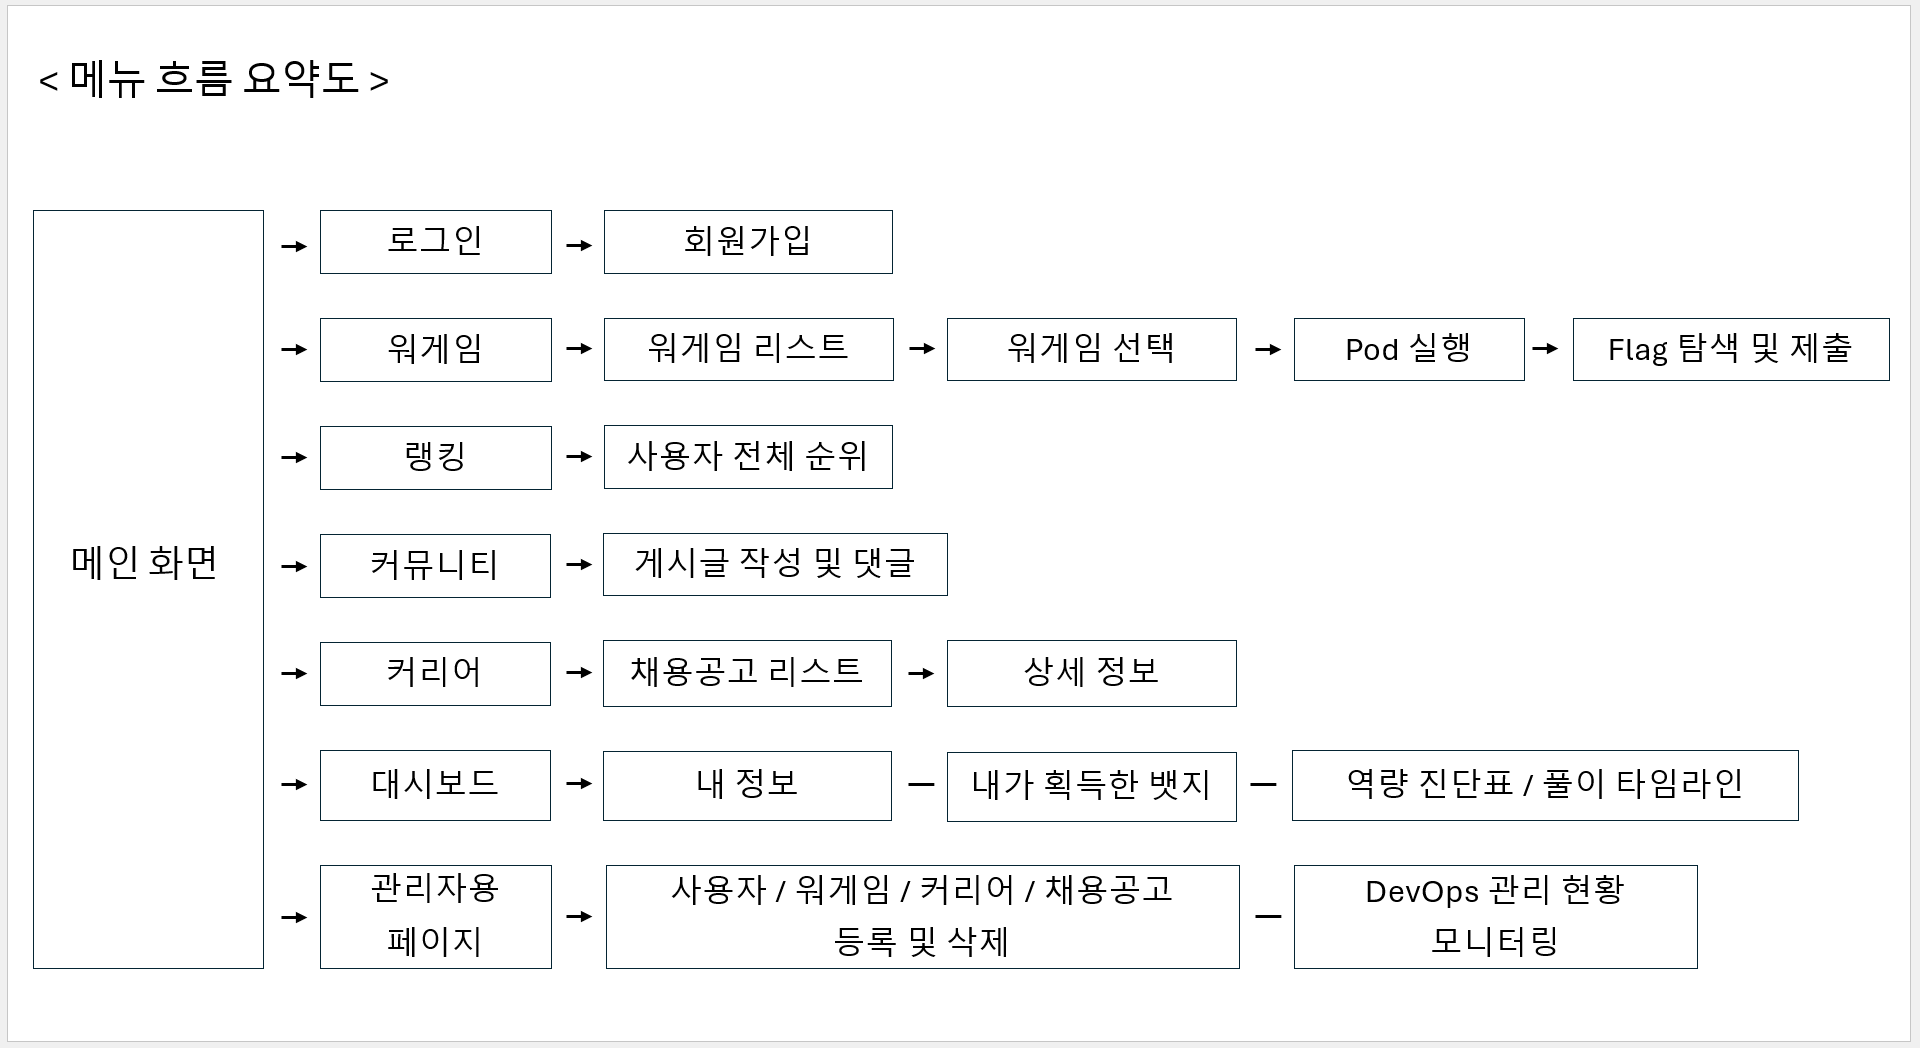 < 메뉴 흐름 요약도 >
메인 화면
로그인
회원가입
워게임
워게임 리스트
워게임 선택
Pod 실행
Flag 탐색 및 제출
랭킹
사용자 전체 순위
커뮤니티
게시글 작성 및 댓글
커리어
채용공고 리스트
상세 정보
대시보드
내 정보
내가 획득한 뱃지
역량 진단표 / 풀이 타임라인
관리자용
페이지
사용자 / 워게임 / 커리어 / 채용공고
등록 및 삭제
DevOps 관리 현황
모니터링